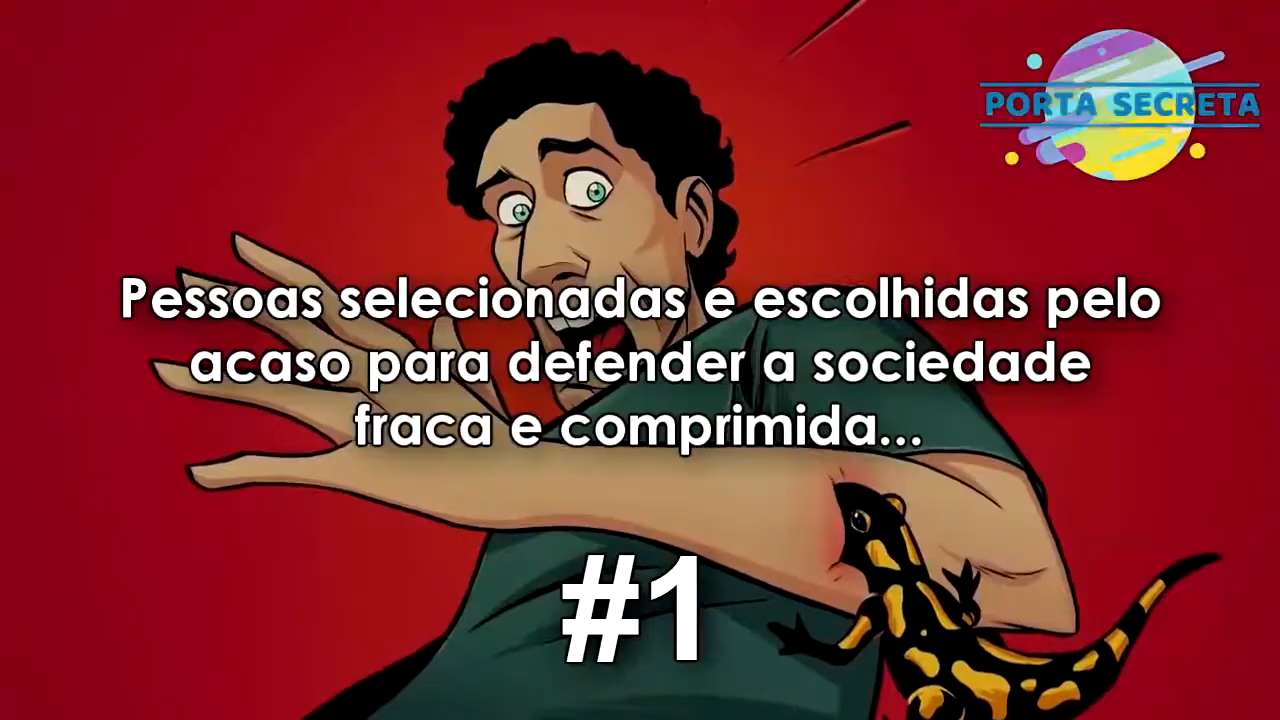 PORTA SECRETA
Pessoas selecionadas e escolhidas pelo
acaso para defender a sociedade
fraca e comprimida...
#1